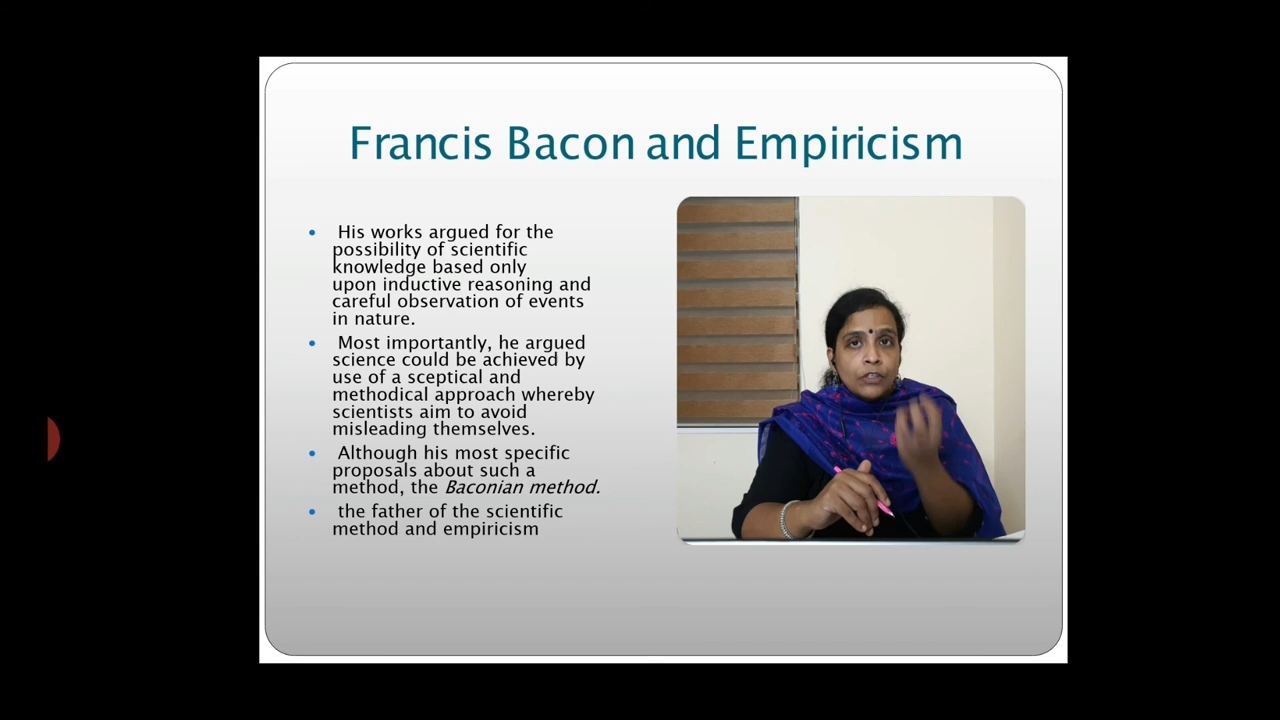 Francis Bacon and Empiricism
His works argued for the
possibility of scientific
knowledge based only
upon inductive reasoning and
careful observation of events
in nature.
Most importantly, he argued
science could be achieved by
use of a sceptical and
methodical approach whereby
scientists aim to avoid
misleading themselves.
Although his most specific
proposals about such a
method, the Baconian method.
the father of the scientific
method and empiricism